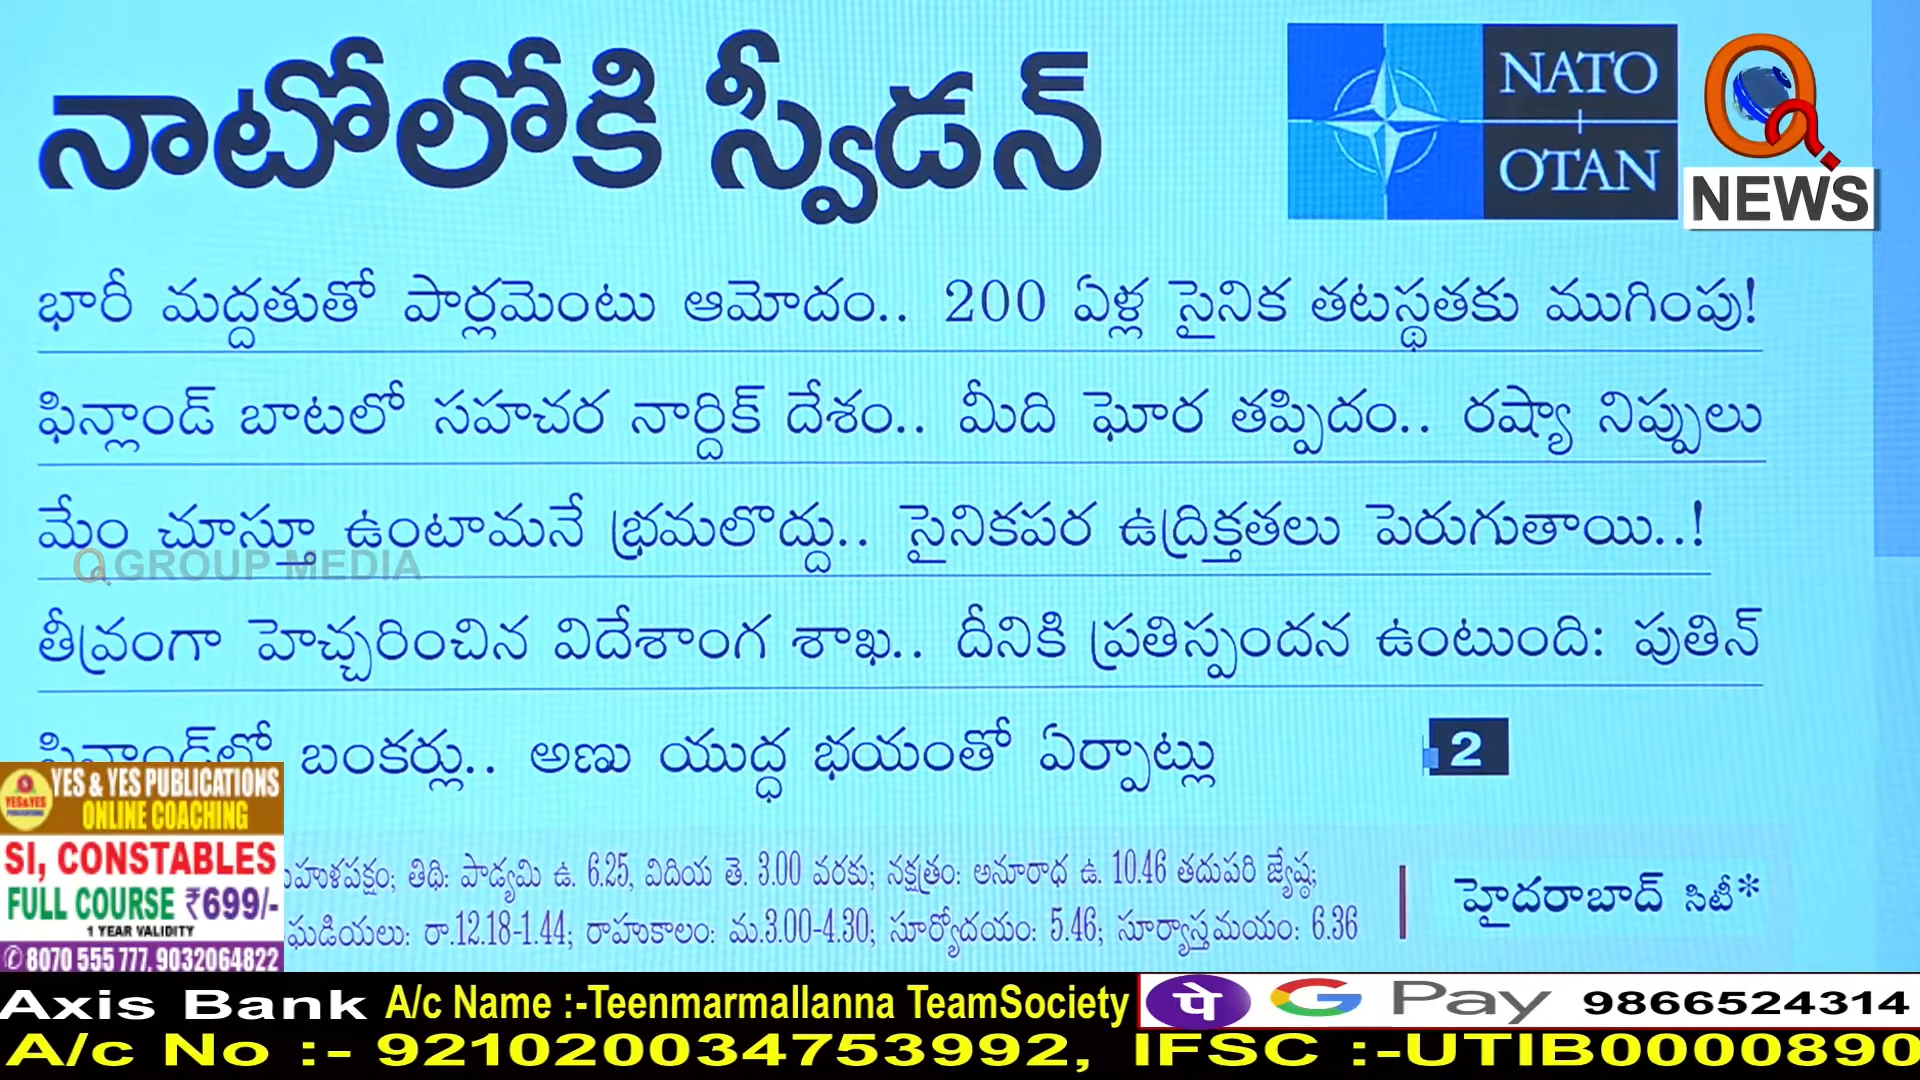 నాటోలోకి స్వీడన్
NATO
OTAN
NEWS
భారీ మద్దతుతో పార్లమెంటు ఆమోదం.. 200 ఏళ్ల సైనిక తటస్థతకు ముగింపు!
ఫిన్లాండ్ బాటలో సహచర నార్దిక్ దేశం.. మీది ఘోర తప్పిదం.. రష్యా నిప్పులు
మేం చూస్తూ ఉంటామనే భ్రమలొద్దు.. సైనికపర ఉద్రిక్తతలు పెరుగుతాయి..!
GROUP MEDIA
తీవ్రంగా హెచ్చరించిన విదేశాంగ శాఖ.. దీనికి ప్రతిస్పందన ఉంటుంది: పుతిన్
ఫిన్లాండ్‌లో బంకర్లు.. అణు యుద్ధ భయంతో ఏర్పాట్లు 2
YES & YES PUBLICATIONS
ONLINE COACHING
SI, CONSTABLES
FULL COURSE ₹699/-
1 YEAR VALIDITY
8070 555 777, 9032064822
తిథి: పాడ్యమి ఉ. 6.25, విదియ తె. 3.00 వరకు; నక్షత్రం: అనూరాధ ఉ. 10.46 తదుపరి జ్యేష్ఠ;
ఘడియలు: రా.12.18-1.44; రాహుకాలం: మ.3.00-4.30; సూర్యోదయం: 5.46; సూర్యాస్తమయం: 6.36
హైదరాబాద్ సిటీ*
Axis Bank A/c Name :-Teenmarmallanna TeamSociety
पे G Pay 9866524314
A/c No :- 921020034753992, IFSC :-UTIB0000890